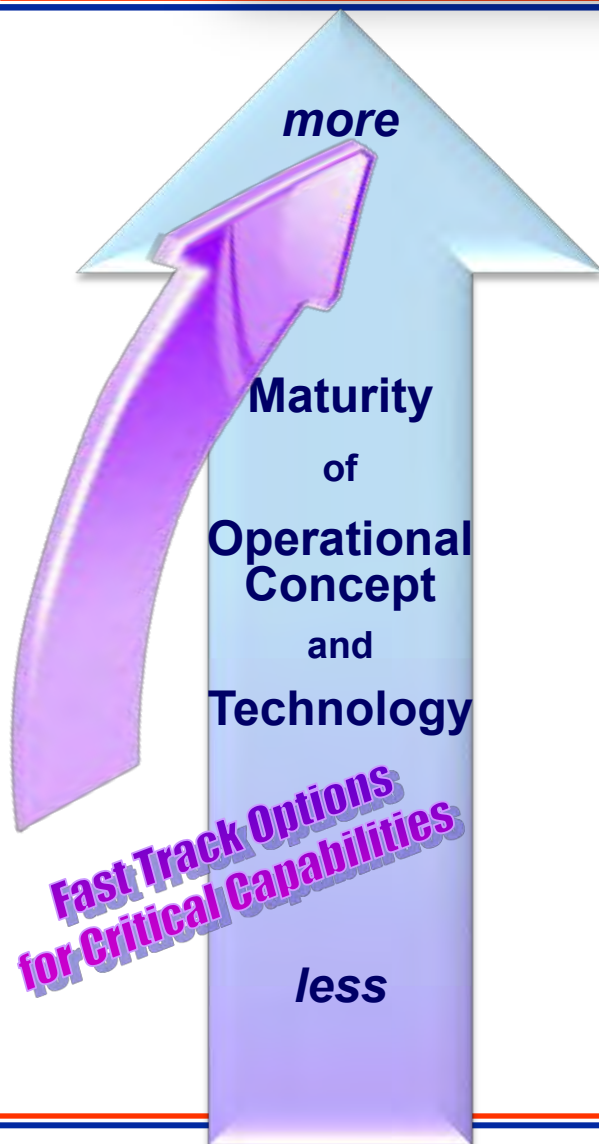 more
Maturity
of
Operational
Concept
and
Technology
Fast Track Options
for Critical Capabilities
less